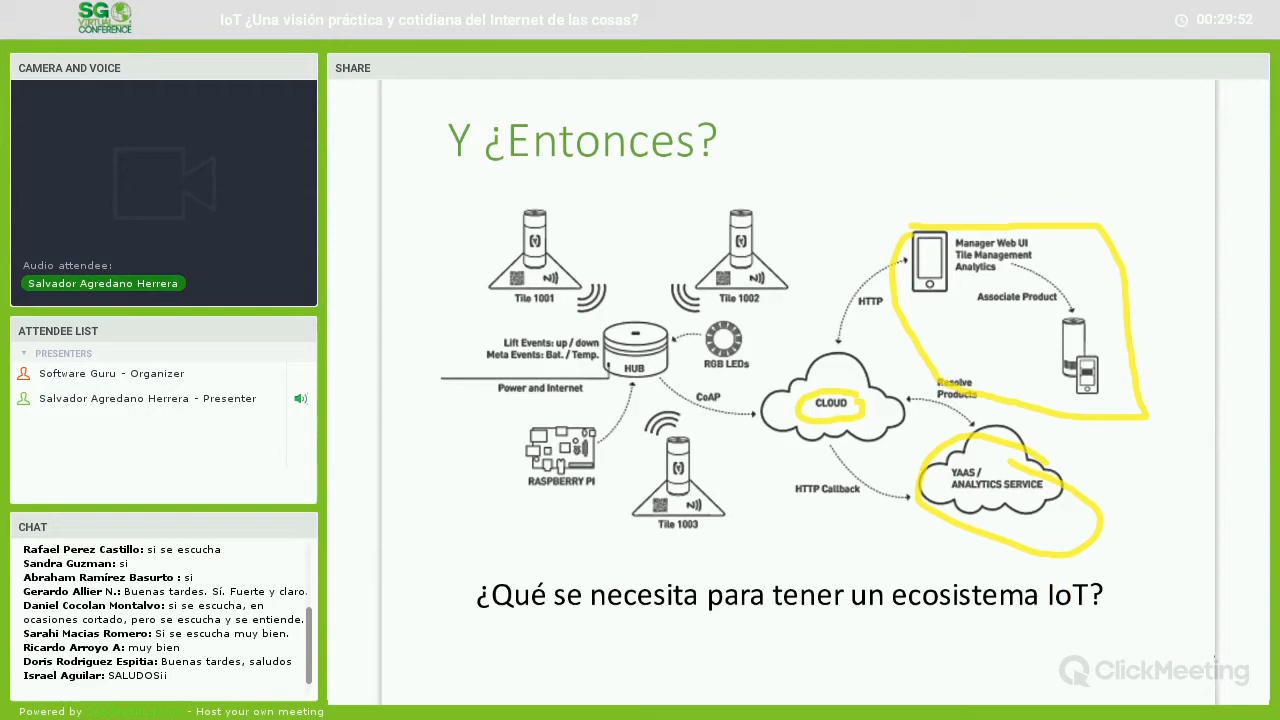 SG
VIRTUAL
CONFERENCE
IoT ¿Una visión práctica y cotidiana del Internet de las cosas?
00:29:52
CAMERA AND VOICE
Audio attendee:
Salvador Agredano Herrera
ATTENDEE LIST
PRESENTERS
Software Guru - Organizer
Salvador Agredano Herrera - Presenter
CHAT
Rafael Perez Castillo: si se escucha
Sandra Guzman: si
Abraham Ramírez Basurto : si
Gerardo Allier N.: Buenas tardes. Sí. Fuerte y claro.
Daniel Cocolan Montalvo: si se escucha, en
ocasiones cortado, pero se escucha y se entiende.
Sarahi Macias Romero: Si se escucha muy bien.
Ricardo Arroyo A: muy bien
Doris Rodriguez Espitia: Buenas tardes, saludos
Israel Aguilar: SALUDOS¡¡
Powered by
- Host your own meeting
SHARE
Y ¿Entonces?
Tile 1001
Tile 1002
Manager Web UI
Tile Management
Analytics
HTTP
Associate Product
Lift Events: up / down
Meta Events: Bat. / Temp.
HUB
RGB LEDs
Power and Internet
CoAP
CLOUD
Resolve
Products
RASPBERRY PI
Tile 1003
HTTP Callback
YAAS /
ANALYTICS SERVICE
¿Qué se necesita para tener un ecosistema IoT?
ClickMeeting